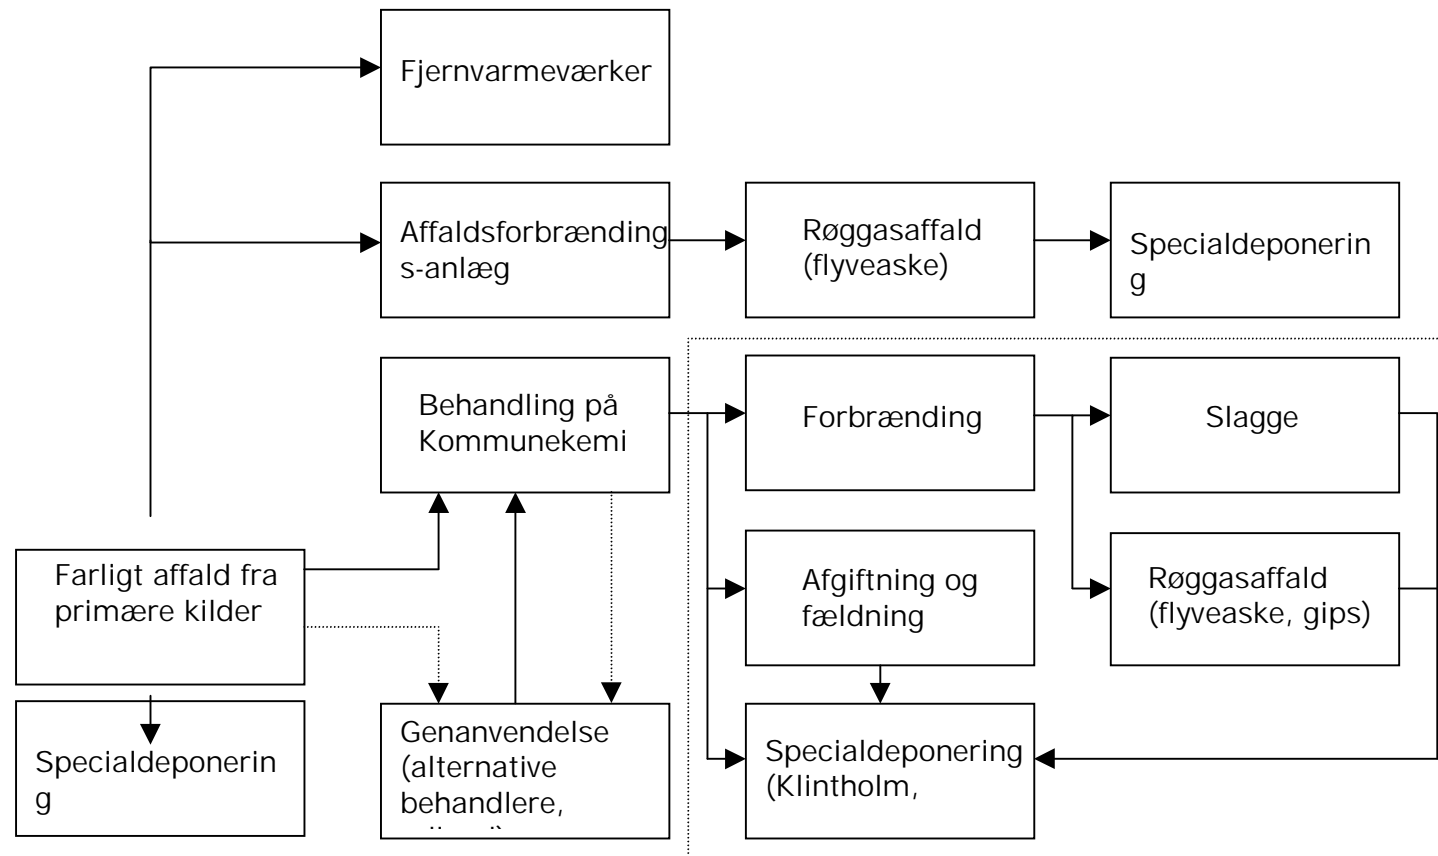 Fjernvarmeværker
Affaldsforbrænding
s-anlæg
Røggasaffald
(flyveaske)
Specialdeponerin
g
Behandling på
Kommunekemi
Forbrænding
Slagge
Farligt affald fra
primære kilder
Afgiftning og
fældning
Røggasaffald
(flyveaske, gips)
Specialdeponerin
g
Genanvendelse
(alternative
behandlere,
Specialdeponering
(Klintholm,